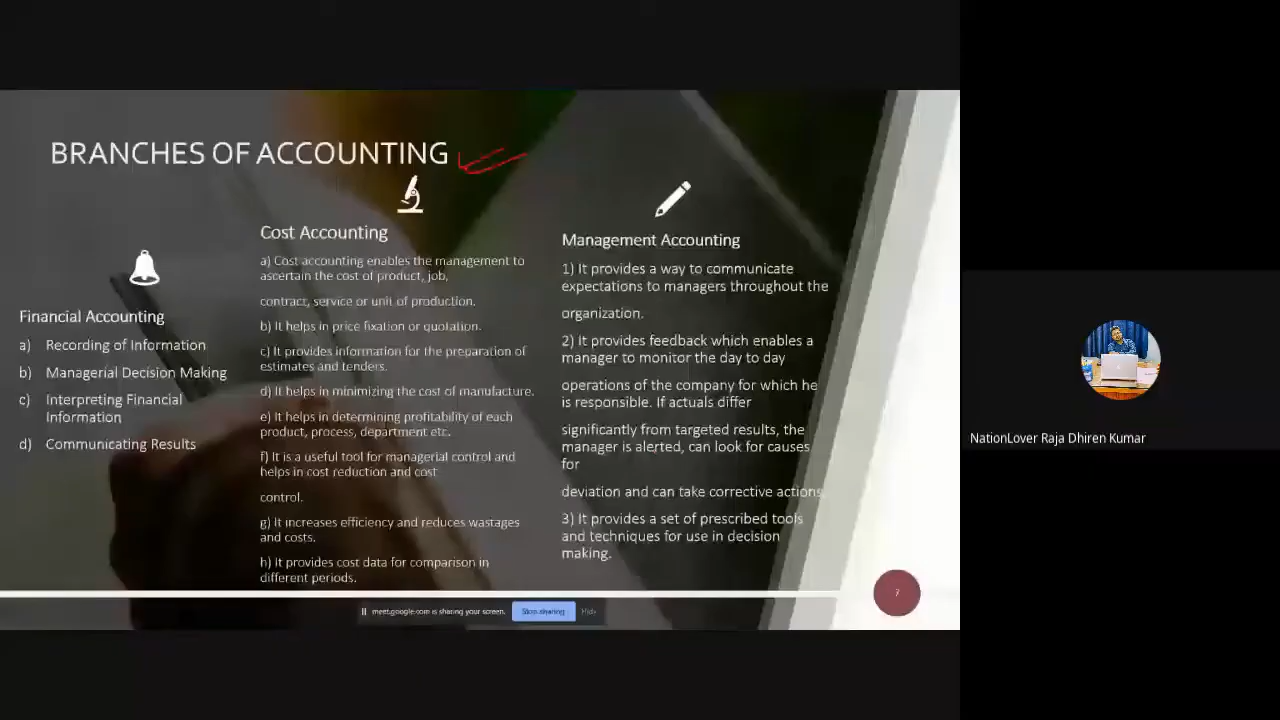 BRANCHES OF ACCOUNTING
Financial Accounting
a) Recording of Information
b) Managerial Decision Making
c) Interpreting Financial
Information
d) Communicating Results
Cost Accounting
a) Cost accounting enables the management to
ascertain the cost of product, job,
contract, service or unit of production.
b) It helps in price fixation or quotation.
c) It provides information for the preparation of
estimates and tenders.
d) It helps in minimizing the cost of manufacture.
e) It helps in determining profitability of each
product, process, department etc.
f) It is a useful tool for managerial control and
helps in cost reduction and cost
control.
g) It increases efficiency and reduces wastages
and costs.
h) It provides cost data for comparison in
different periods.
Management Accounting
1) It provides a way to communicate
expectations to managers throughout the
organization.
2) It provides feedback which enables a
manager to monitor the day to day
operations of the company for which he
is responsible. If actuals differ
significantly from targeted results, the
manager is alerted, can look for causes
for
deviation and can take corrective actions.
3) It provides a set of prescribed tools
and techniques for use in decision
making.
meet.google.com is sharing your screen.
Stop sharing
Hide
NationLover Raja Dhiren Kumar